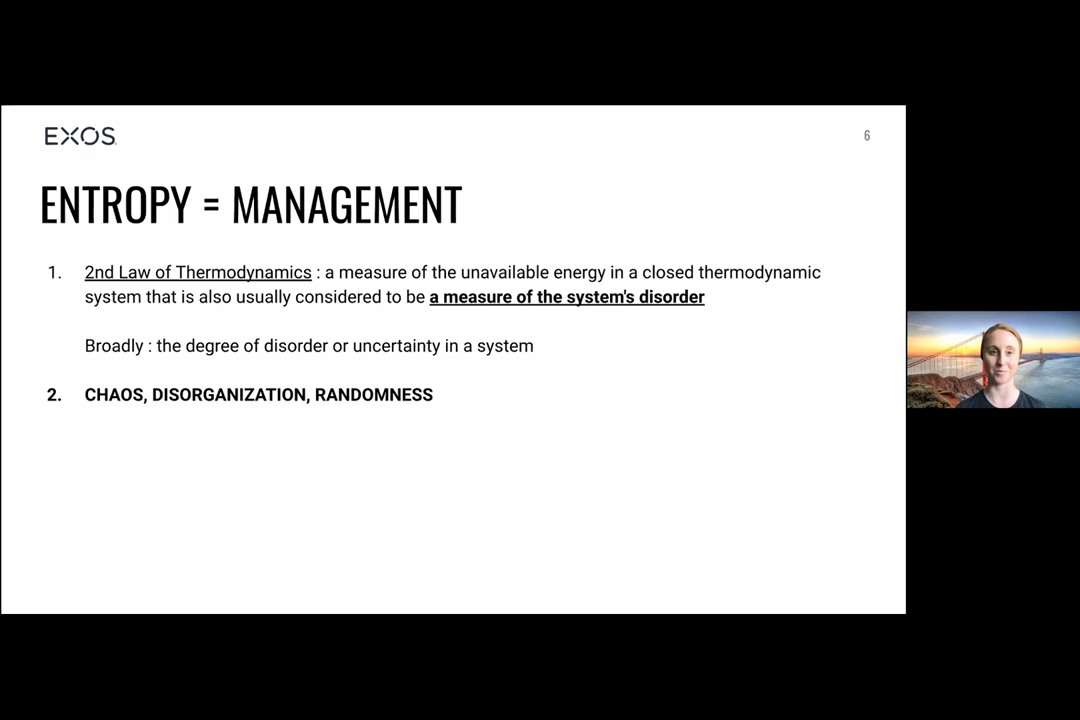 EXOS
6
ENTROPY = MANAGEMENT
1. 2nd Law of Thermodynamics : a measure of the unavailable energy in a closed thermodynamic
system that is also usually considered to be a measure of the system's disorder
Broadly : the degree of disorder or uncertainty in a system
2. CHAOS, DISORGANIZATION, RANDOMNESS